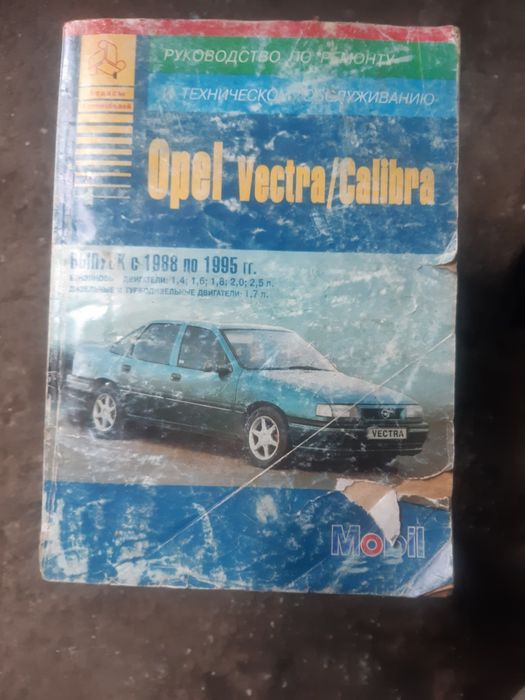 РУКОВОДСТВО ПО РЕМОНТУ
И ТЕХНИЧЕСКОМУ ОБСЛУЖИВАНИЮ
Opel Vectra/Calibra
ВЫПУСК с 1988 по 1995 гг.
БЕНЗИНОВЫЕ ДВИГАТЕЛИ: 1,4; 1,6; 1,8; 2,0; 2,5 л.
ДИЗЕЛЬНЫЕ И ТУРБОДИЗЕЛЬНЫЕ ДВИГАТЕЛИ: 1,7 л.
VECTRA
Mobil